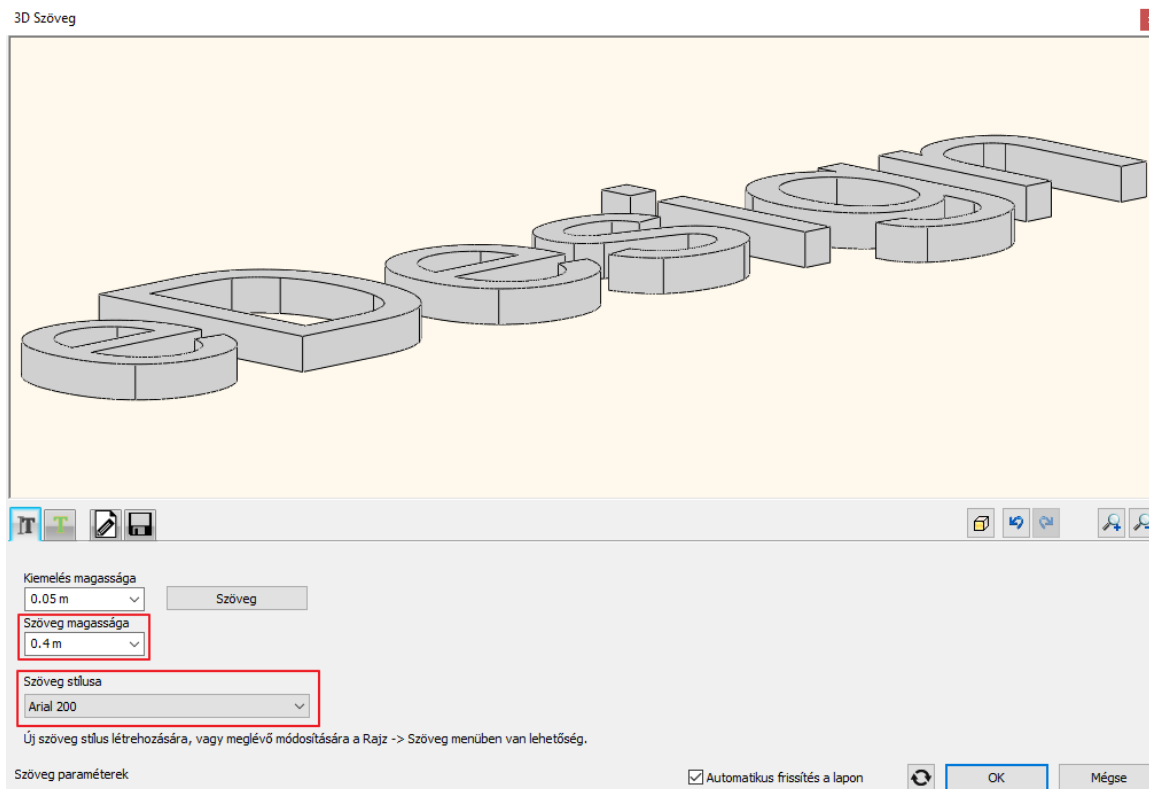 3D Szöveg
eDesign
T T
Kiemelés magassága
0.05 m
Szöveg
Szöveg magassága
0.4 m
Szöveg stílusa
Arial 200
Új szöveg stílus létrehozására, vagy meglévő módosítására a Rajz -> Szöveg menüben van lehetőség.
Szöveg paraméterek
Automatikus frissítés a lapon
OK
Mégse